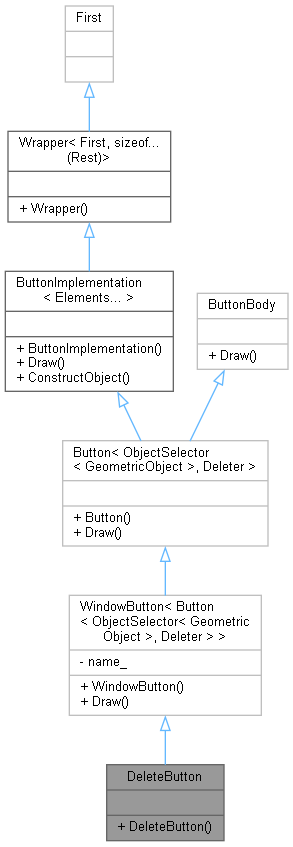 First
Wrapper< First, sizeof...
(Rest)>
+ Wrapper()
ButtonImplementation
< Elements... >
+ ButtonImplementation()
+ Draw()
+ ConstructObject()
ButtonBody
+ Draw()
Button< ObjectSelector
< GeometricObject >, Deleter >
+ Button()
+ Draw()
WindowButton< Button
< ObjectSelector< Geometric
Object >, Deleter > >
- name_
+ WindowButton()
+ Draw()
DeleteButton
+ DeleteButton()